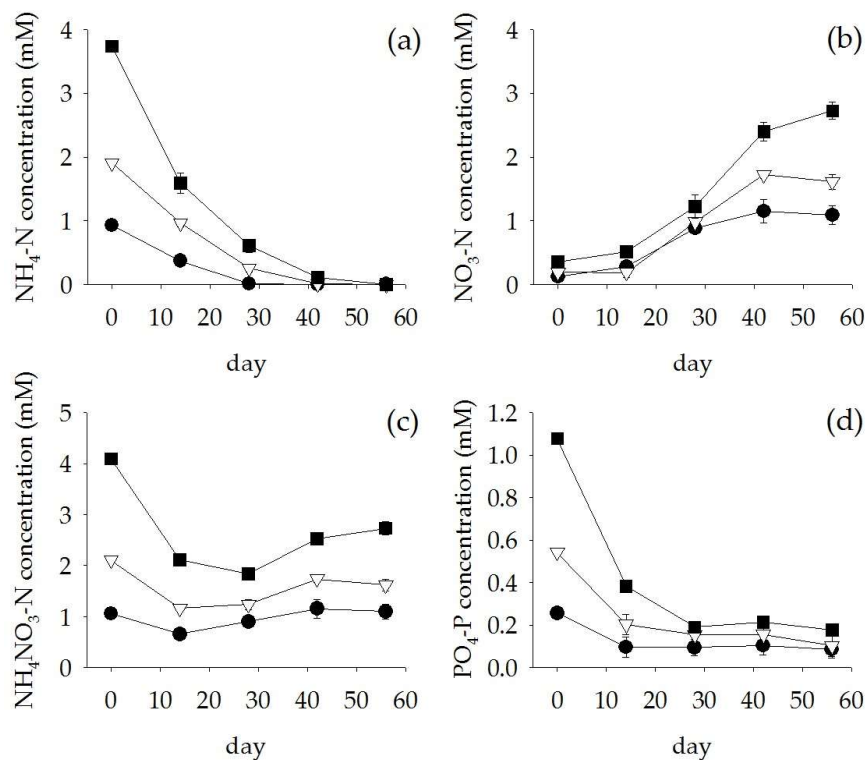 NH₄-N concentration (mM)
4
3
2
1
0
(a)
0 10 20 30 40 50 60
day
NO₃-N concentration (mM)
4
3
2
1
0
(b)
0 10 20 30 40 50 60
day
NH₄NO₃-N concentration (mM)
5
4
3
2
1
0
(c)
0 10 20 30 40 50 60
day
PO₄-P concentration (mM)
1.2
1.0
0.8
0.6
0.4
0.2
0.0
(d)
0 10 20 30 40 50 60
day